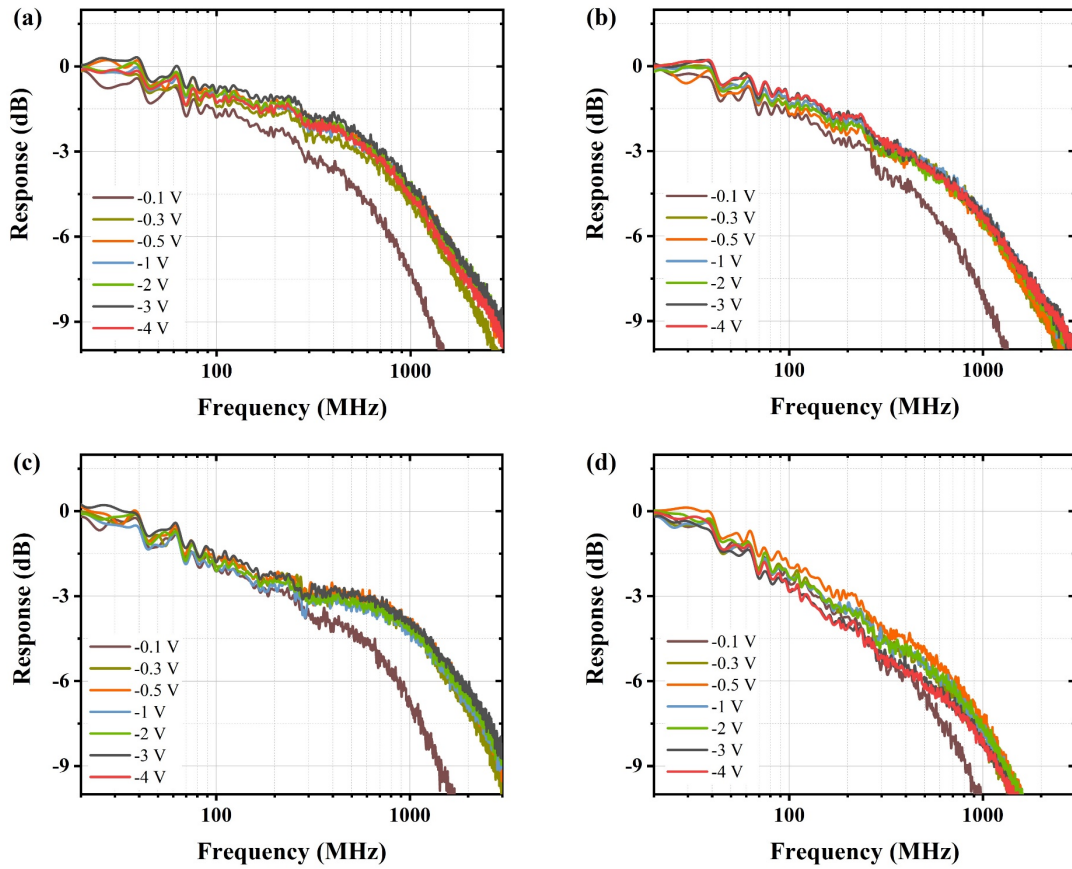 (a)
Response (dB)
0
-3
-6
-9
-0.1 V
-0.3 V
-0.5 V
-1 V
-2 V
-3 V
-4 V
100
1000
Frequency (MHz)
(b)
Response (dB)
0
-3
-6
-9
-0.1 V
-0.3 V
-0.5 V
-1 V
-2 V
-3 V
-4 V
100
1000
Frequency (MHz)
(c)
Response (dB)
0
-3
-6
-9
-0.1 V
-0.3 V
-0.5 V
-1 V
-2 V
-3 V
-4 V
100
1000
Frequency (MHz)
(d)
Response (dB)
0
-3
-6
-9
-0.1 V
-0.3 V
-0.5 V
-1 V
-2 V
-3 V
-4 V
100
1000
Frequency (MHz)